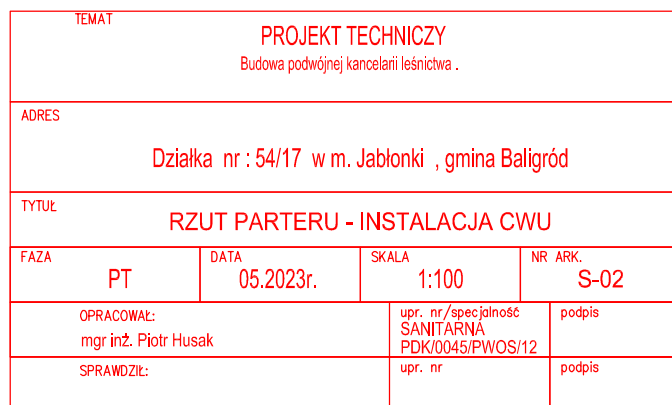 TEMAT
PROJEKT TECHNICZY
Budowa podwójnej kancelarii leśnictwa .
ADRES
Działka nr : 54/17 w m. Jabłonki , gmina Baligród
TYTUŁ
RZUT PARTERU - INSTALACJA CWU
FAZA DATA SKALA NR ARK.
PT 05.2023r. 1:100 S-02
OPRACOWAŁ: upr. nr/specjalność podpis
mgr inż. Piotr Husak SANITARNA
PDK/0045/PWOS/12
SPRAWDZIŁ: upr. nr podpis